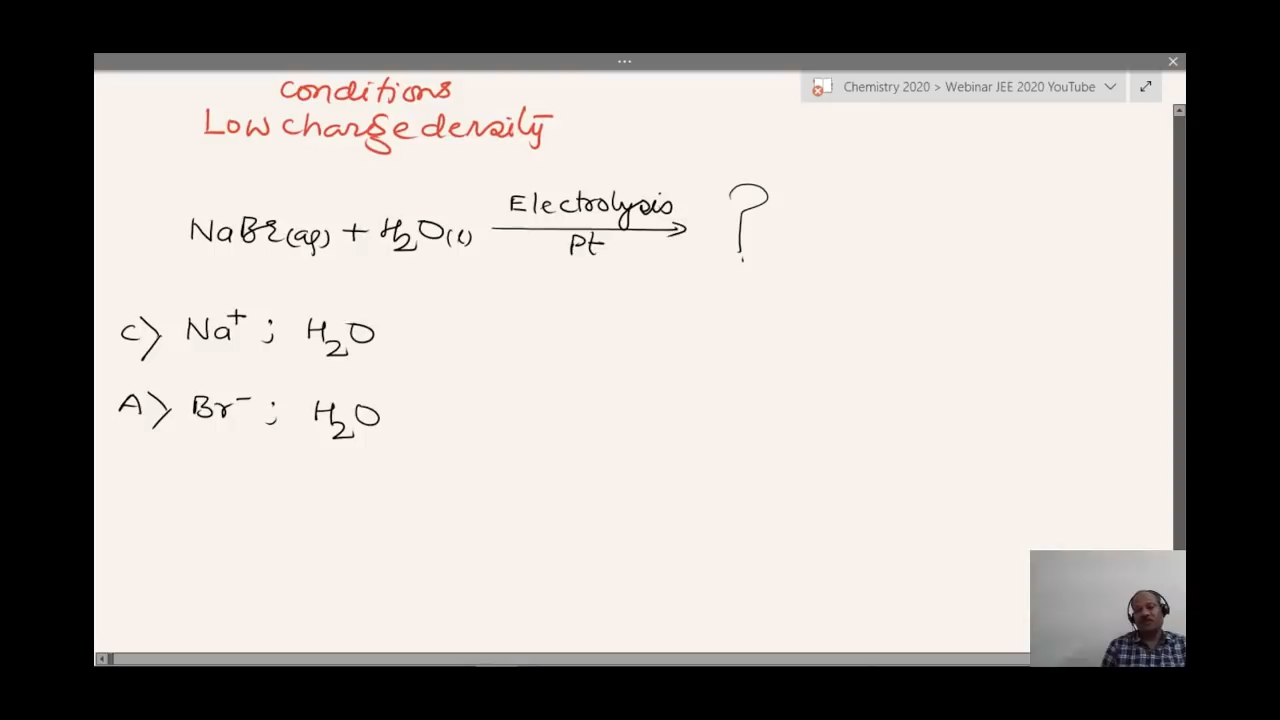 ...
Chemistry 2020 > Webinar JEE 2020 YouTube
conditions
Low charge density
NaBr(aq) + H2O(l) Electrolysis Pt ?
C> Na+ ; H2O
A> Br- ; H2O